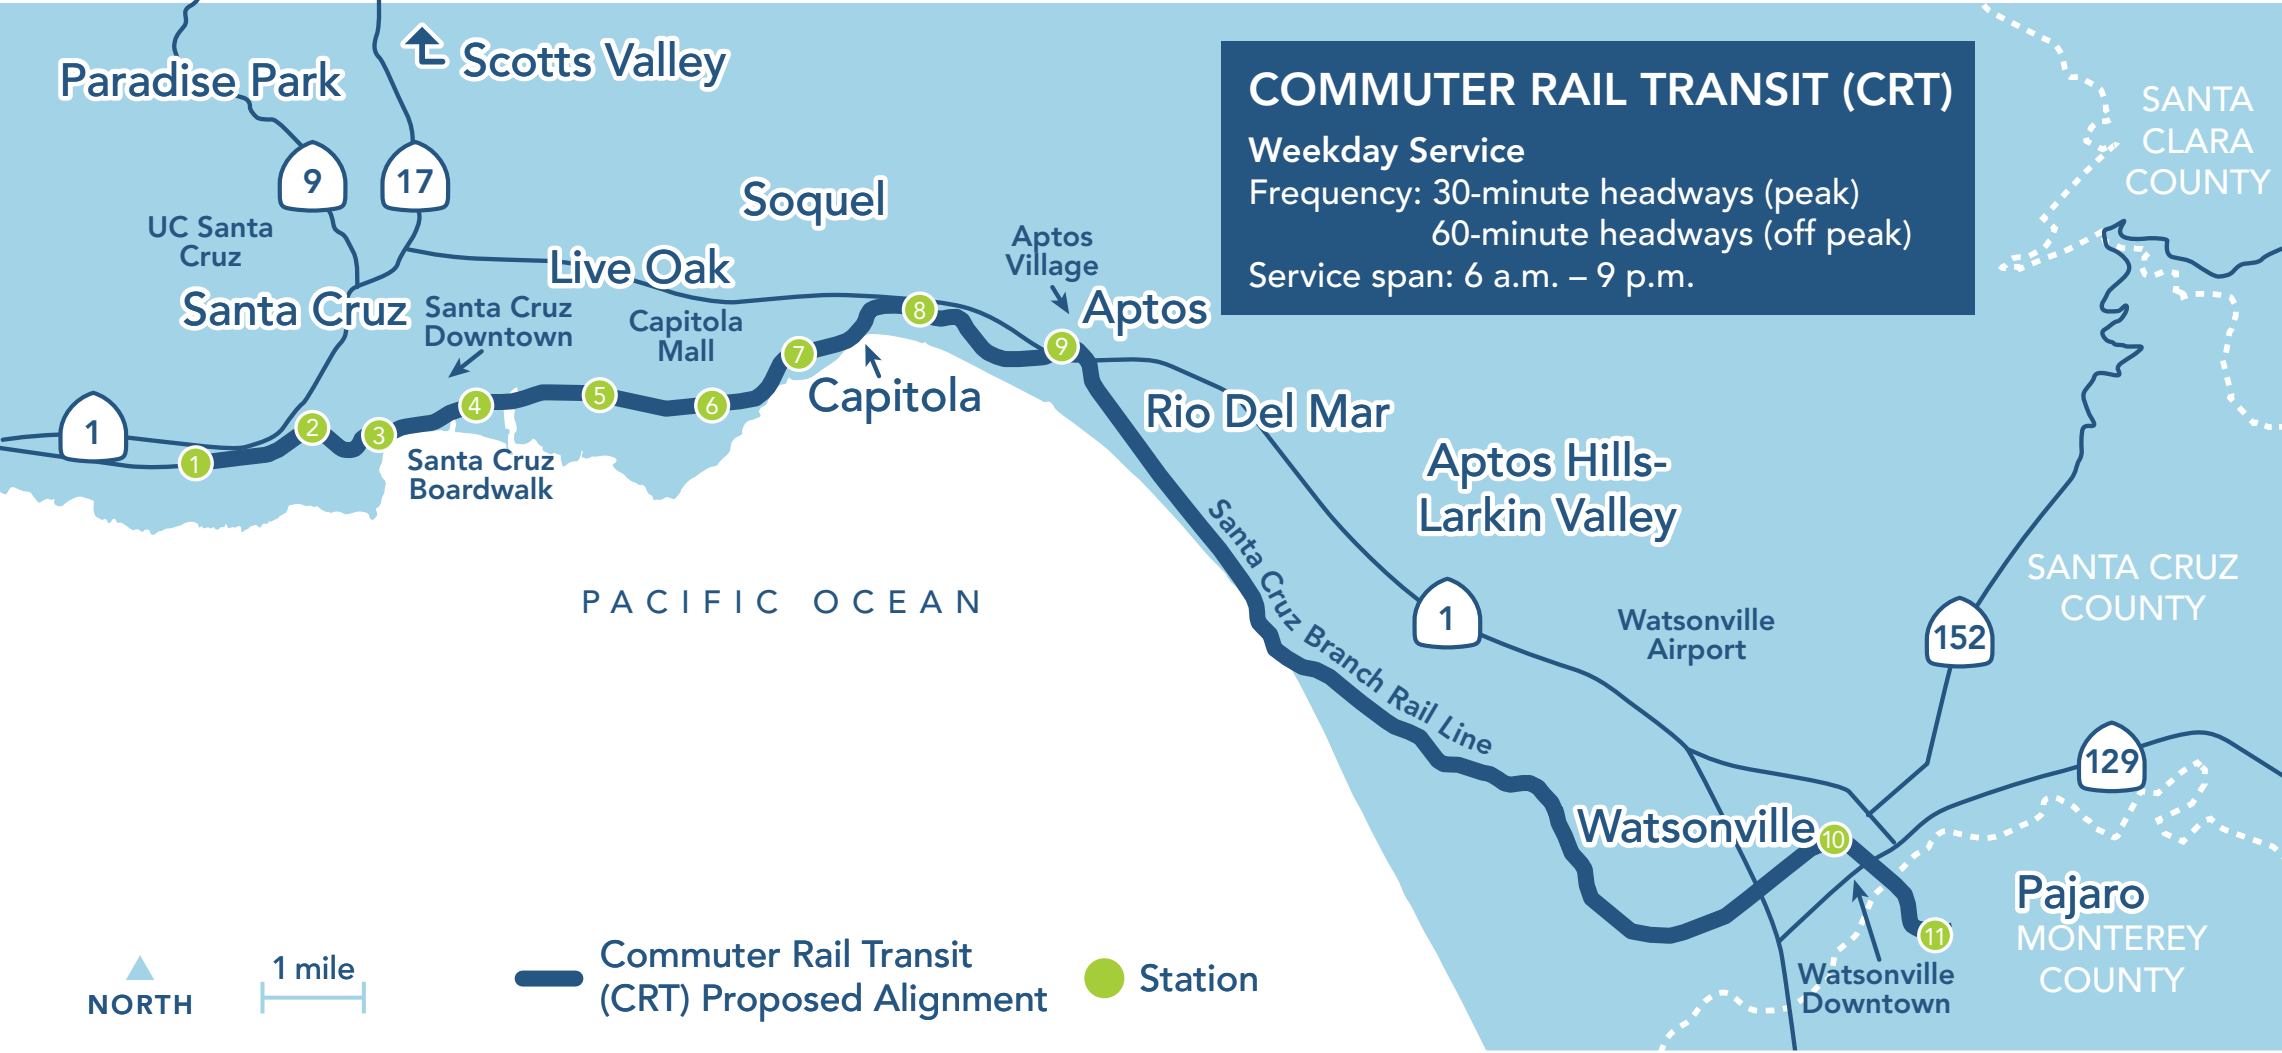 Paradise Park
Scotts Valley
COMMUTER RAIL TRANSIT (CRT)
Weekday Service
Frequency: 30-minute headways (peak)
60-minute headways (off peak)
Service span: 6 a.m. – 9 p.m.
SANTA
CLARA
COUNTY
9
17
Soquel
UC Santa
Cruz
Aptos
Village
Live Oak
Santa Cruz
Santa Cruz
Downtown
Capitola
Mall
Aptos
Capitola
Rio Del Mar
1
1
2
3
4
5
6
7
8
9
Santa Cruz
Boardwalk
Aptos Hills-
Larkin Valley
Santa Cruz Branch Rail Line
PACIFIC OCEAN
1
Watsonville
Airport
152
SANTA CRUZ
COUNTY
129
Watsonville
10
11
Pajaro
MONTEREY
COUNTY
Watsonville
Downtown
NORTH
1 mile
Commuter Rail Transit
(CRT) Proposed Alignment
Station